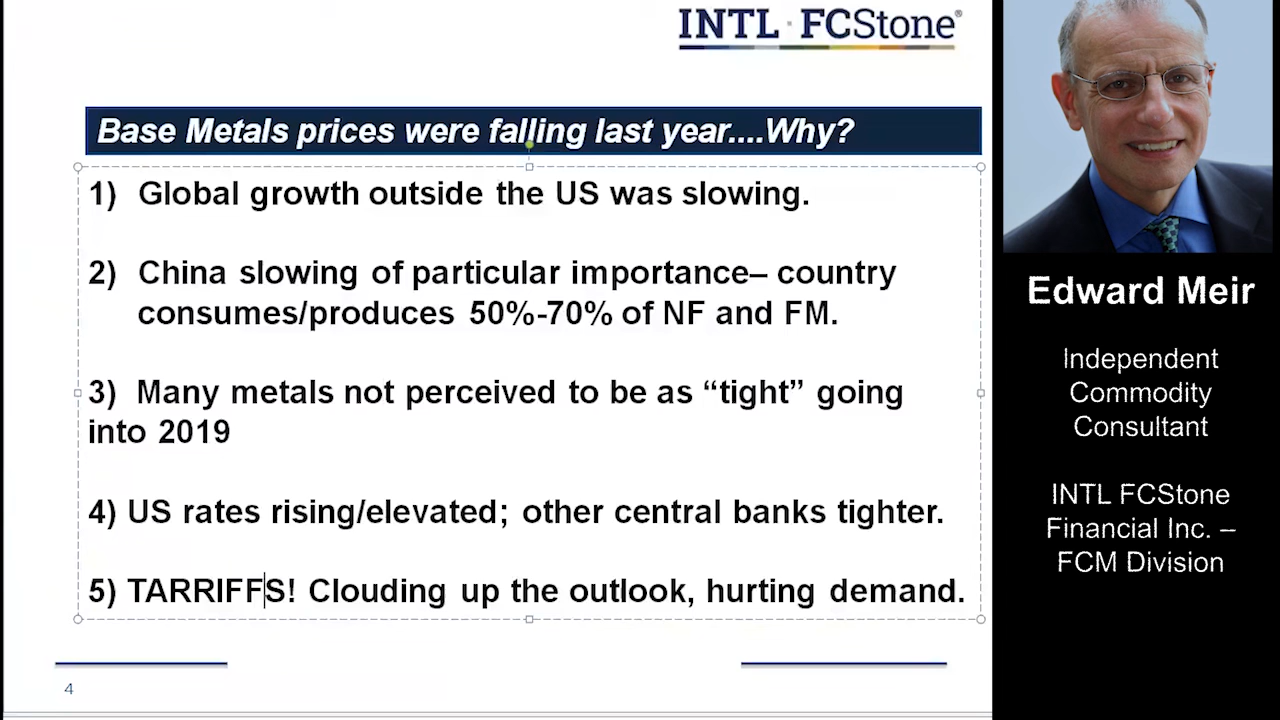 INTL FCStone®
Base Metals prices were falling last year....Why?
1) Global growth outside the US was slowing.
2) China slowing of particular importance– country
consumes/produces 50%-70% of NF and FM.
3) Many metals not perceived to be as “tight” going
into 2019
4) US rates rising/elevated; other central banks tighter.
5) TARRIFFS! Clouding up the outlook, hurting demand.
4
Edward Meir
Independent
Commodity
Consultant
INTL FCStone
Financial Inc. –
FCM Division